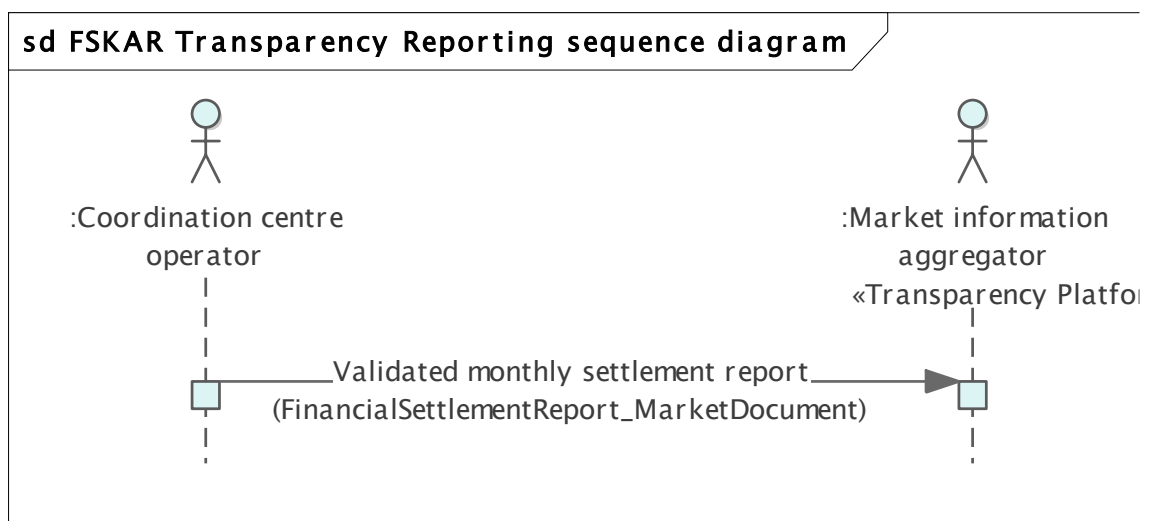 sd FSKAR Transparency Reporting sequence diagram
:Coordination centre
operator
:Market information
aggregator
«Transparency Platfor
Validated monthly settlement report
(FinancialSettlementReport_MarketDocument)